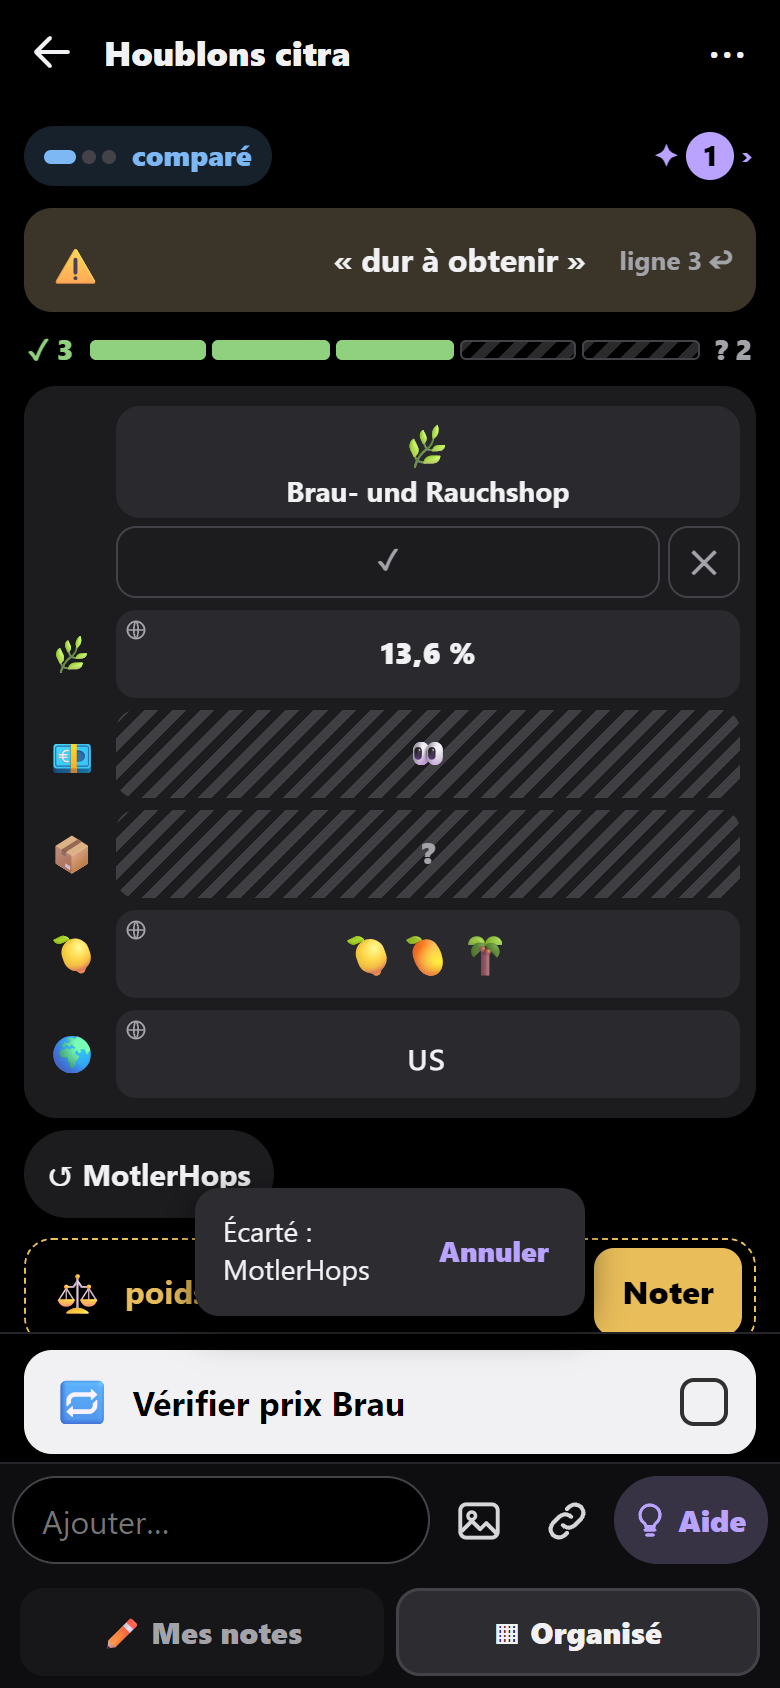 Houblons citra
comparé
1
« dur à obtenir » ligne 3
✓ 3
? 2
Brau- und Rauchshop
13,6 %
?
US
↺ MotlerHops
Écarté :
MotlerHops
Annuler
Noter
Vérifier prix Brau
Ajouter...
Aide
Mes notes
Organisé